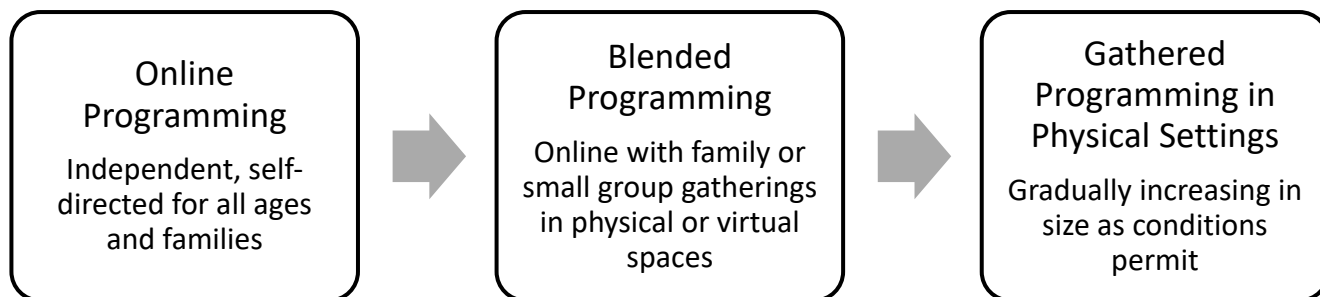 Online
Programming
Independent, self-
directed for all ages
and families
Blended
Programming
Online with family or
small group gatherings
in physical or virtual
spaces
Gathered
Programming in
Physical Settings
Gradually increasing in
size as conditions
permit